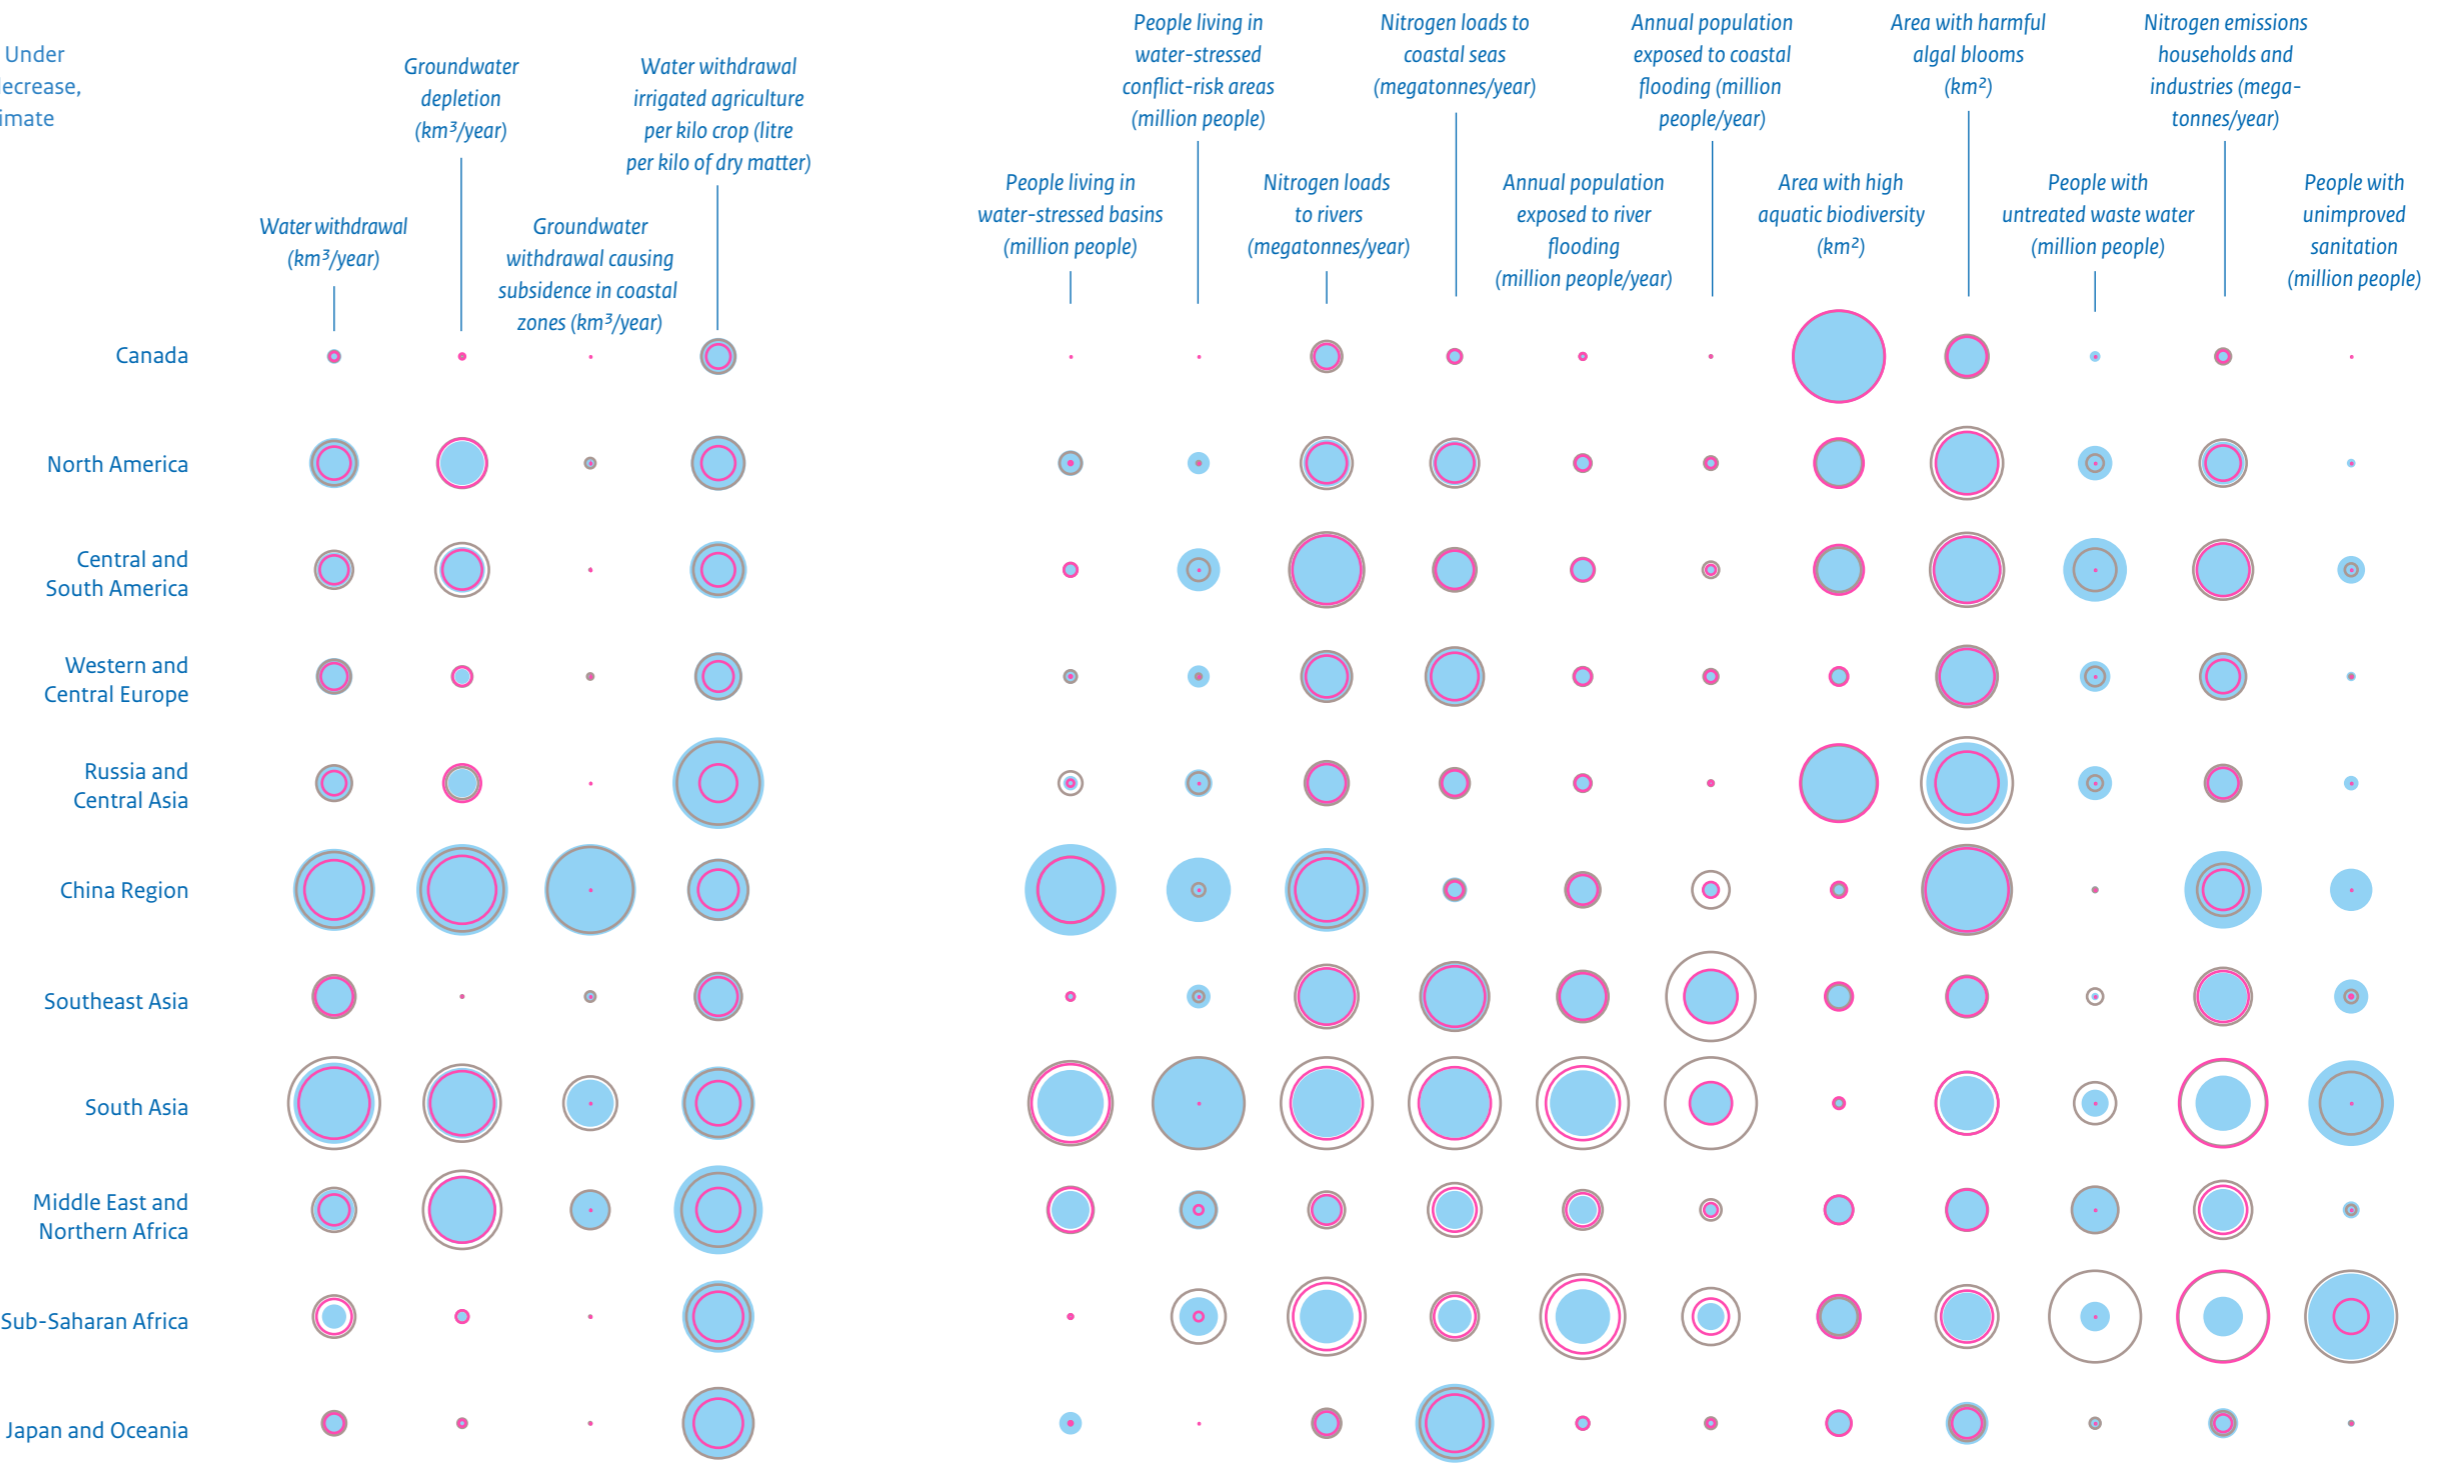 Under
decrease,
Groundwater
depletion
(km³/year)
Water withdrawal
irrigated agriculture
per kilo crop (litre
per kilo of dry matter)
Water withdrawal
(km³/year)
Groundwater
withdrawal causing
subsidence in coastal
zones (km³/year)
People living in
water-stressed
conflict-risk areas
(million people)
Nitrogen loads to
coastal seas
(megatonnes/year)
Annual population
exposed to coastal
flooding (million
people/year)
Area with harmful
algal blooms
(km²)
Nitrogen emissions
households and
industries (mega-
tonnes/year)
People living in
water-stressed basins
(million people)
Nitrogen loads
to rivers
(megatonnes/year)
Annual population
exposed to river
flooding
(million people/year)
Area with high
aquatic biodiversity
(km²)
People with
untreated waste water
(million people)
People with
unimproved
sanitation
(million people)
Canada
North America
Central and
South America
Western and
Central Europe
Russia and
Central Asia
China Region
Southeast Asia
South Asia
Middle East and
Northern Africa
Sub-Saharan Africa
Japan and Oceania